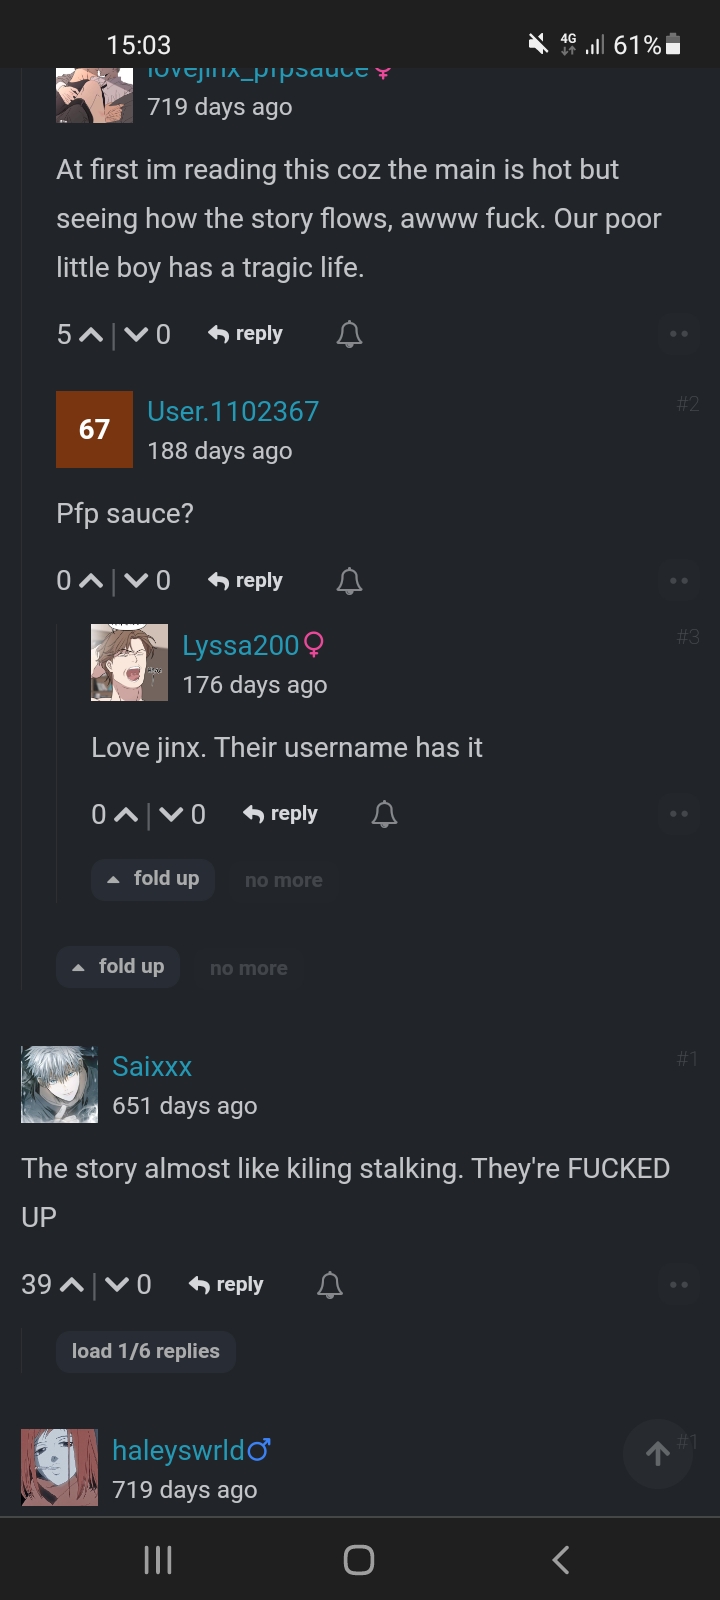 15:03
4G
61%
lovejinx_pfpsauce♀
719 days ago
At first im reading this coz the main is hot but
seeing how the story flows, awww fuck. Our poor
little boy has a tragic life.
5 | 0 reply
67
User.1102367
#2
188 days ago
Pfp sauce?
0 | 0 reply
Lyssa200♀
#3
176 days ago
Love jinx. Their username has it
0 | 0 reply
fold up no more
fold up no more
Saixxx
#1
651 days ago
The story almost like kiling stalking. They're FUCKED
UP
39 | 0 reply
load 1/6 replies
haleyswrld♂
#1
719 days ago